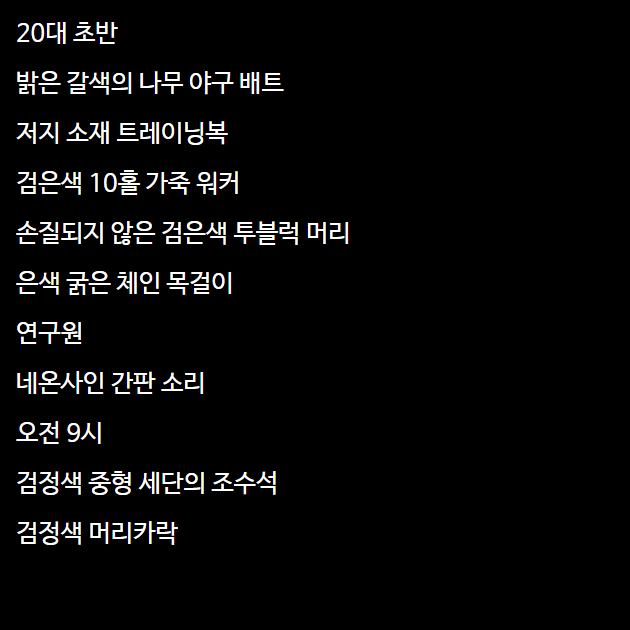 20대 초반
밝은 갈색의 나무 야구 배트
저지 소재 트레이닝복
검은색 10홀 가죽 워커
손질되지 않은 검은색 투블럭 머리
은색 굵은 체인 목걸이
연구원
네온사인 간판 소리
오전 9시
검정색 중형 세단의 조수석
검정색 머리카락